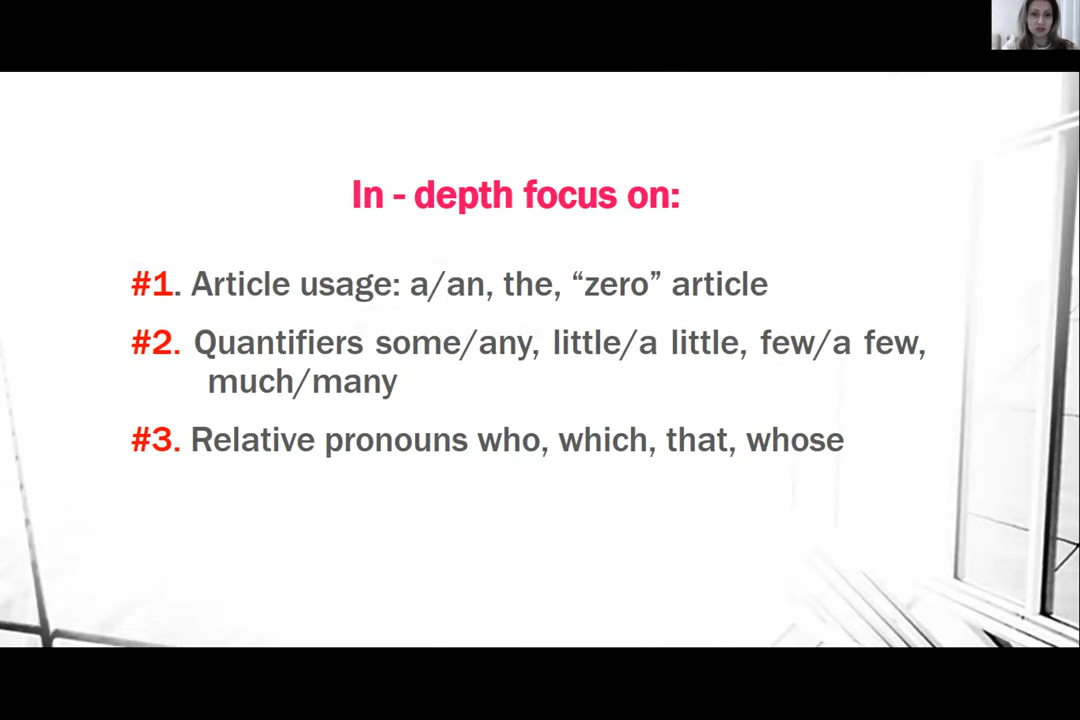 In - depth focus on:
#1. Article usage: a/an, the, “zero” article
#2. Quantifiers some/any, little/a little, few/a few,
much/many
#3. Relative pronouns who, which, that, whose